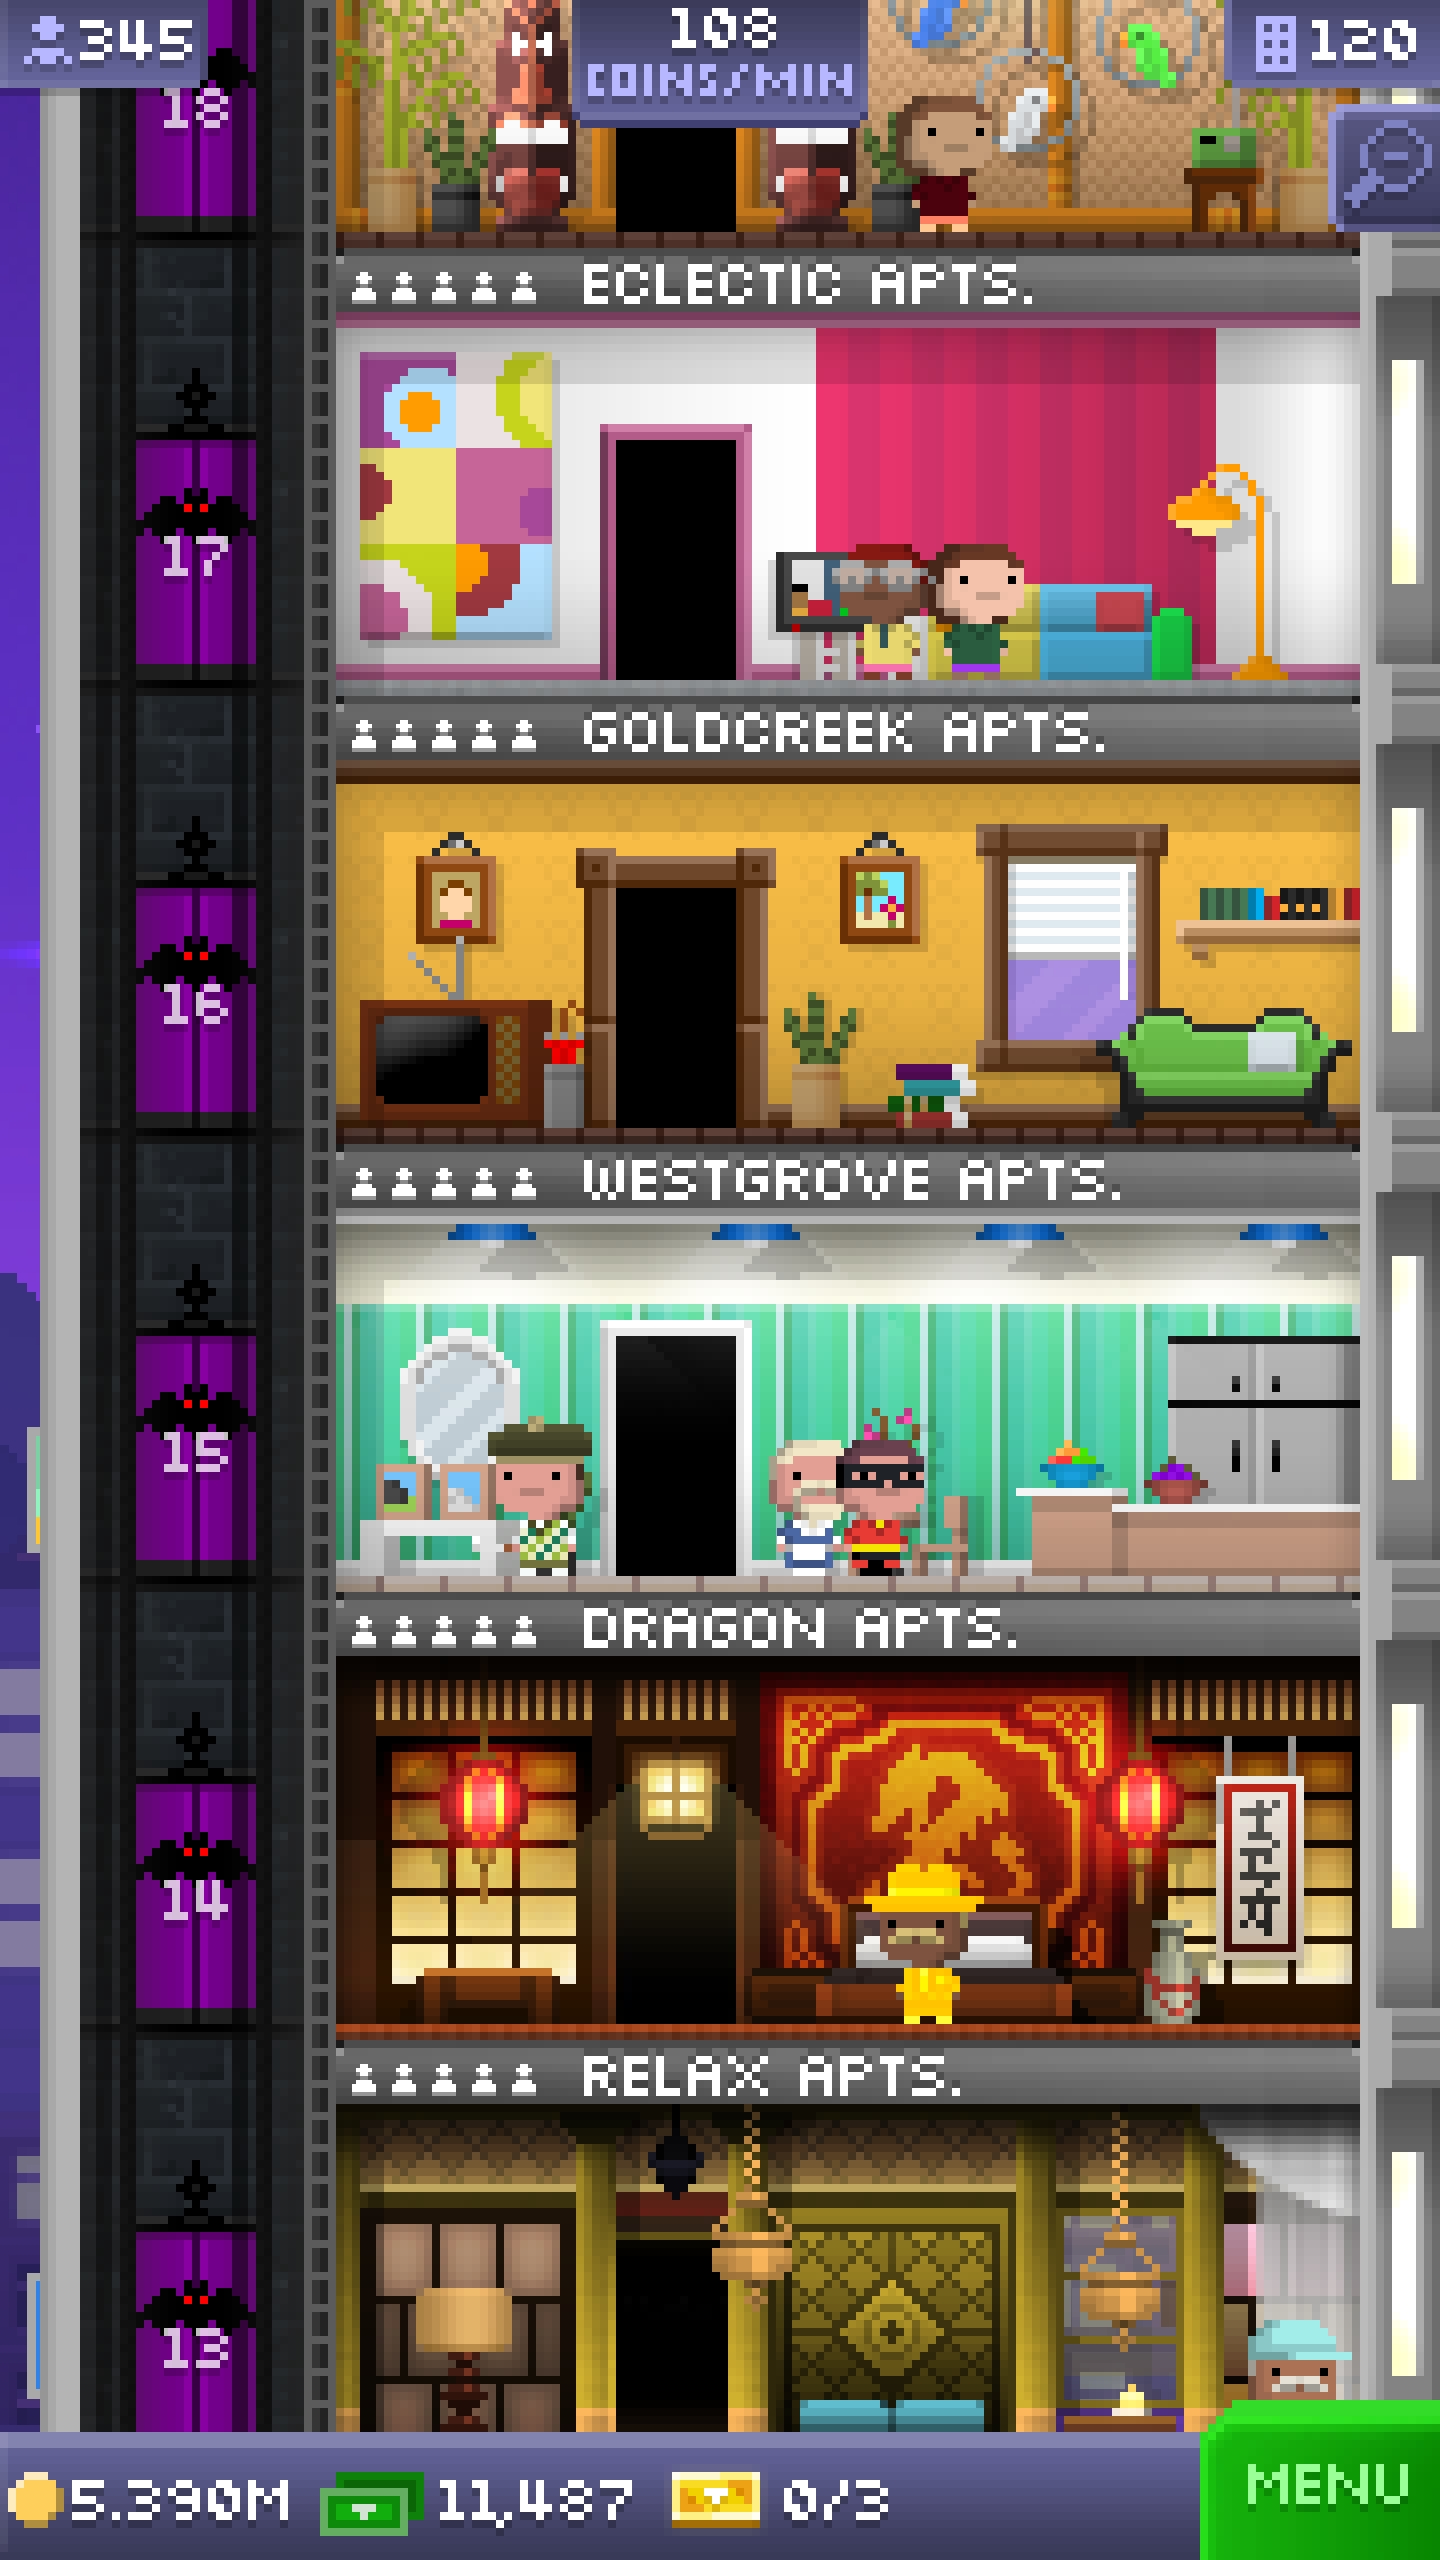 345
108
COINS/MIN
120
18
ECLECTIC APTS.
17
GOLDCREEK APTS.
16
WESTGROVE APTS.
15
DRAGON APTS.
14
RELAX APTS.
13
5.390M
11,487
0/3
MENU